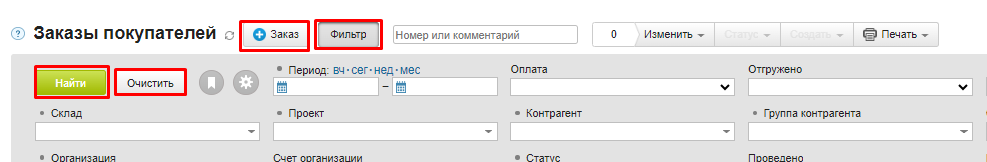 ? Заказы покупателей Заказ Фильтр Номер или комментарий 0 Изменить Статус Создать Печать
Найти Очистить Период: вч·сег·нед·мес – Оплата Отгружено
Склад Проект Контрагент Группа контрагента
Организация Счет организации Статус Проведено